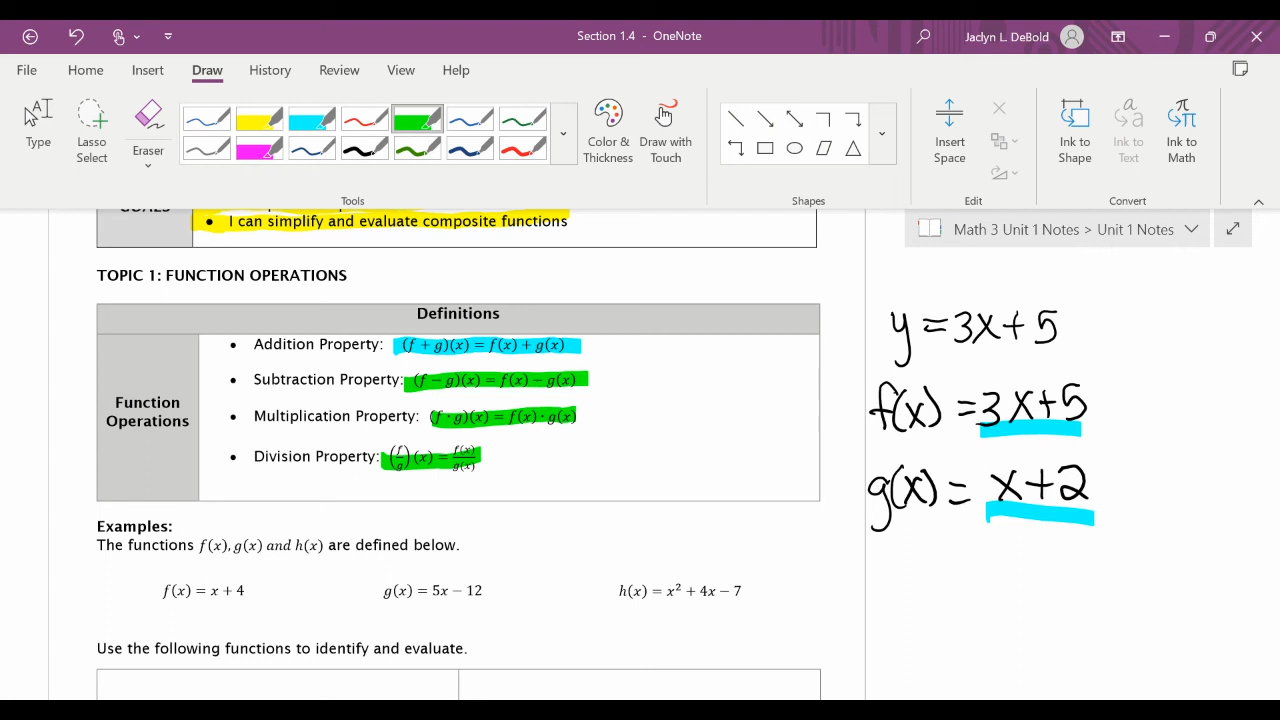 Section 1.4 - OneNote
Jaclyn L. DeBold
File Home Insert Draw History Review View Help
Type
Lasso Select
Eraser
Color & Thickness
Draw with Touch
Insert Space
Ink to Shape
Ink to Text
Ink to Math
Tools
Shapes
Edit
Convert
Math 3 Unit 1 Notes > Unit 1 Notes
GOALS
• I can simplify and evaluate composite functions
TOPIC 1: FUNCTION OPERATIONS
Definitions
Function Operations
• Addition Property: (f + g)(x) = f(x) + g(x)
• Subtraction Property: (f − g)(x) = f(x) − g(x)
• Multiplication Property: (f · g)(x) = f(x) · g(x)
• Division Property: (f/g)(x) = f(x)/g(x)
Examples:
The functions f(x), g(x) and h(x) are defined below.
f(x) = x + 4 g(x) = 5x − 12 h(x) = x² + 4x − 7
Use the following functions to identify and evaluate.
y = 3x + 5
f(x) = 3x + 5
g(x) = x + 2